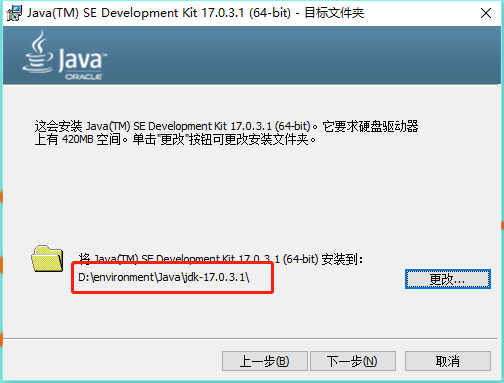 Java(TM) SE Development Kit 17.0.3.1 (64-bit) - 目标文件夹
Java
ORACLE
这会安装 Java(TM) SE Development Kit 17.0.3.1 (64-bit)。它要求硬盘驱动器
上有 420MB 空间。单击"更改"按钮可更改安装文件夹。
将 Java(TM) SE Development Kit 17.0.3.1 (64-bit) 安装到：
D:\environment\Java\jdk-17.0.3.1\
更改...
上一步(B)
下一步(N)
取消